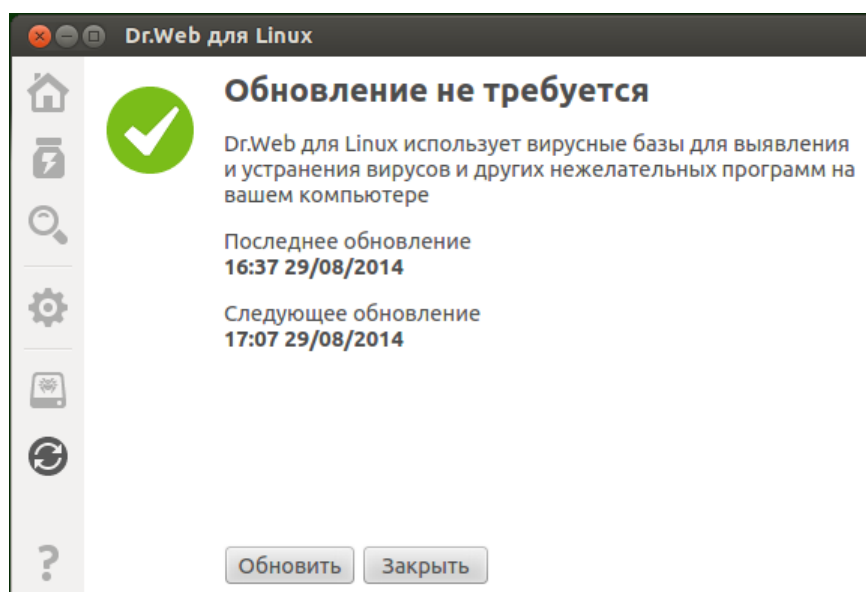 Dr.Web для Linux
Обновление не требуется
Dr.Web для Linux использует вирусные базы для выявления
и устранения вирусов и других нежелательных программ на
вашем компьютере
Последнее обновление
16:37 29/08/2014
Следующее обновление
17:07 29/08/2014
Обновить Закрыть